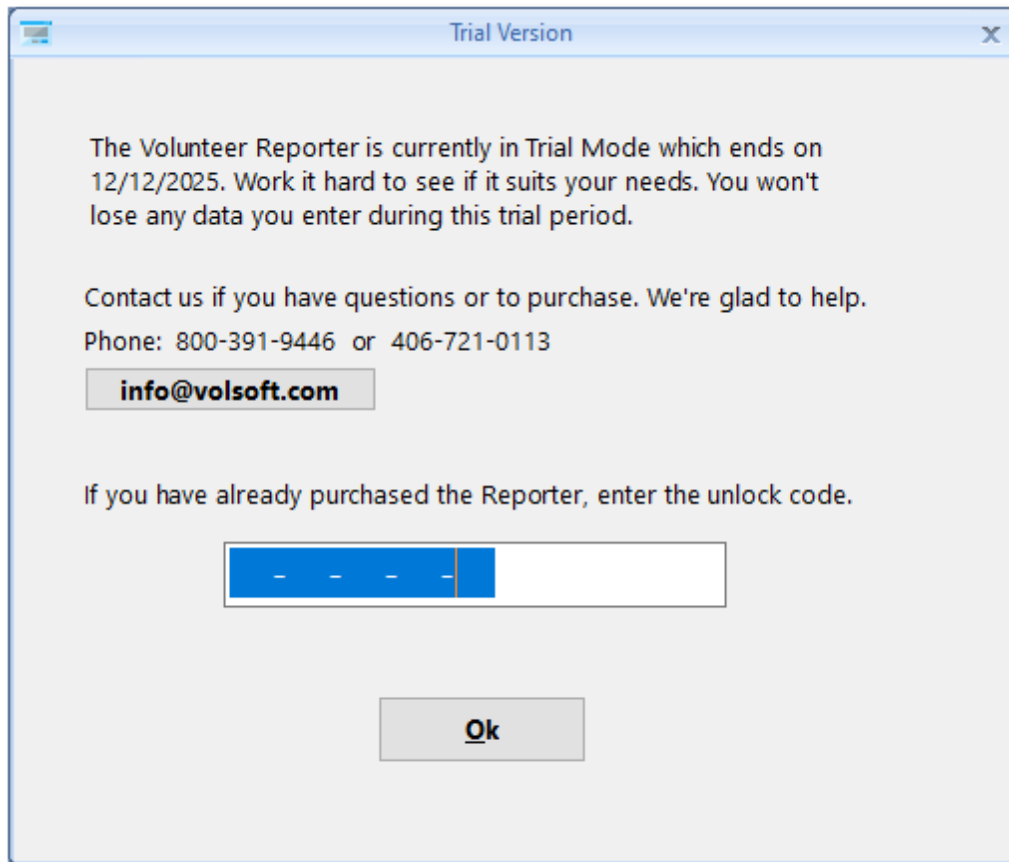 Trial Version
The Volunteer Reporter is currently in Trial Mode which ends on
12/12/2025. Work it hard to see if it suits your needs. You won't
lose any data you enter during this trial period.
Contact us if you have questions or to purchase. We're glad to help.
Phone: 800-391-9446 or 406-721-0113
info@volsoft.com
If you have already purchased the Reporter, enter the unlock code.
- - - -
Ok